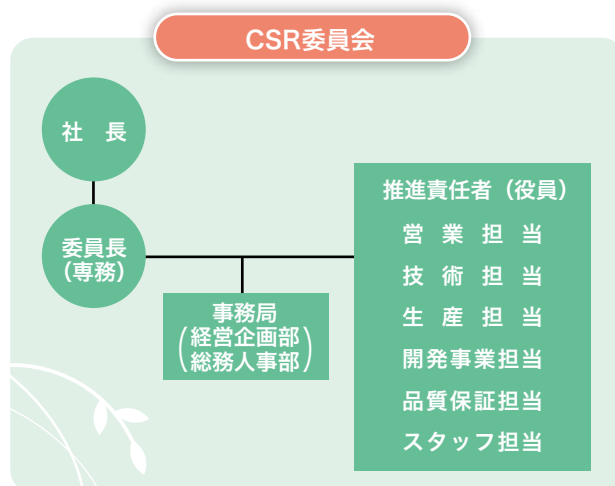 CSR委員会
社 長
委員長
(専務)
事務局
(経営企画部
総務人事部)
推進責任者（役員）
営業担当
技術担当
生産担当
開発事業担当
品質保証担当
スタッフ担当